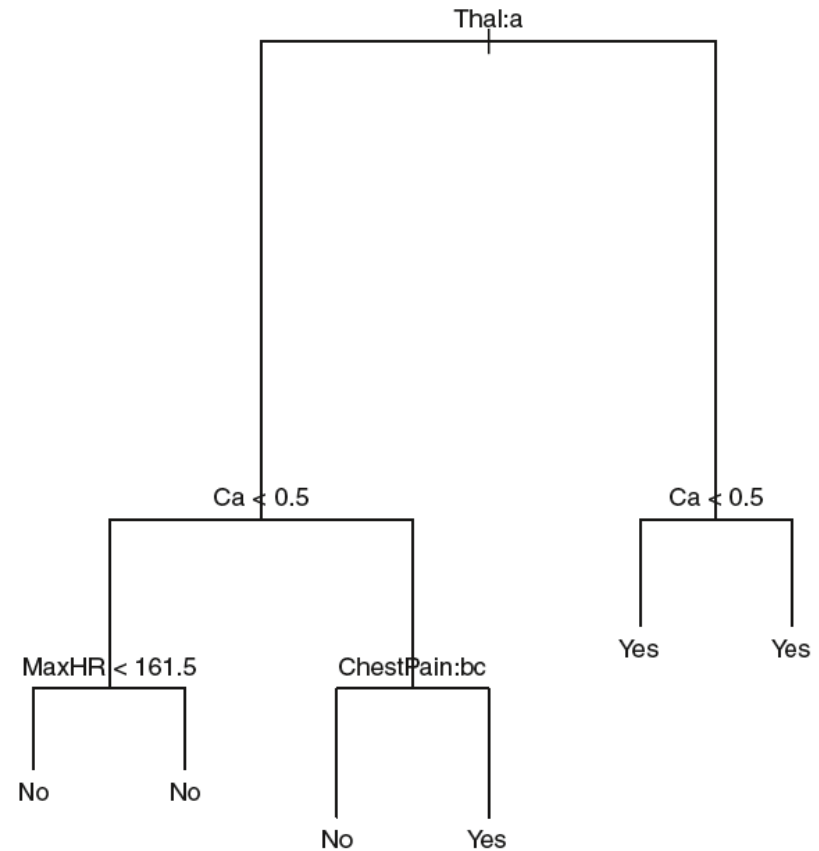 Thal:a
Ca < 0.5
Ca < 0.5
MaxHR < 161.5
ChestPain:bc
Yes
Yes
No
No
No
Yes